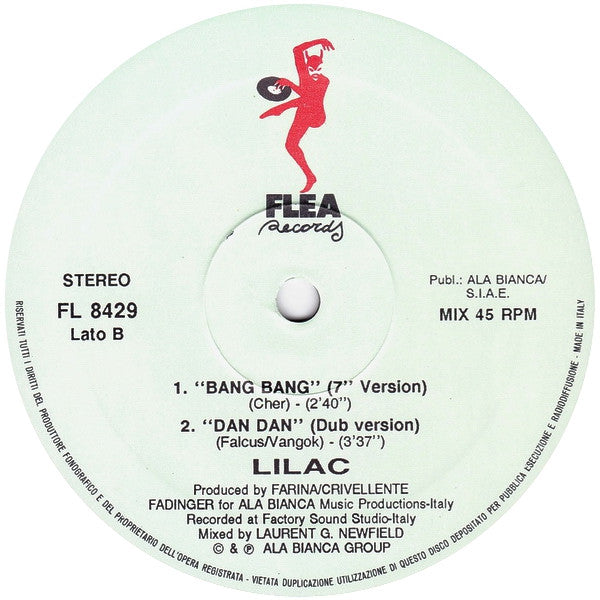 FLEA
Records
STEREO
FL 8429
Lato B
Publ.: ALA BIANCA/
S.I.A.E.
MIX 45 RPM
1. "BANG BANG" (7" Version)
(Cher) - (2'40")
2. "DAN DAN" (Dub version)
(Falcus/Vangok) - (3'37")
LILAC
Produced by FARINA/CRIVELLENTE
FADINGER for ALA BIANCA Music Productions-Italy
Recorded at Factory Sound Studio-Italy
Mixed by LAURENT G. NEWFIELD
© & ℗ ALA BIANCA GROUP
RISERVATI TUTTI I DIRITTI DEL PRODUTTORE FONOGRAFICO E DEL PROPRIETARIO DELL'OPERA REGISTRATA - VIETATA DUPLICAZIONE UTILIZZAZIONE DI QUESTO DISCO DEPOSITATO PER PUBBLICA ESECUZIONE E RADIODIFFUSIONE - MADE IN ITALY